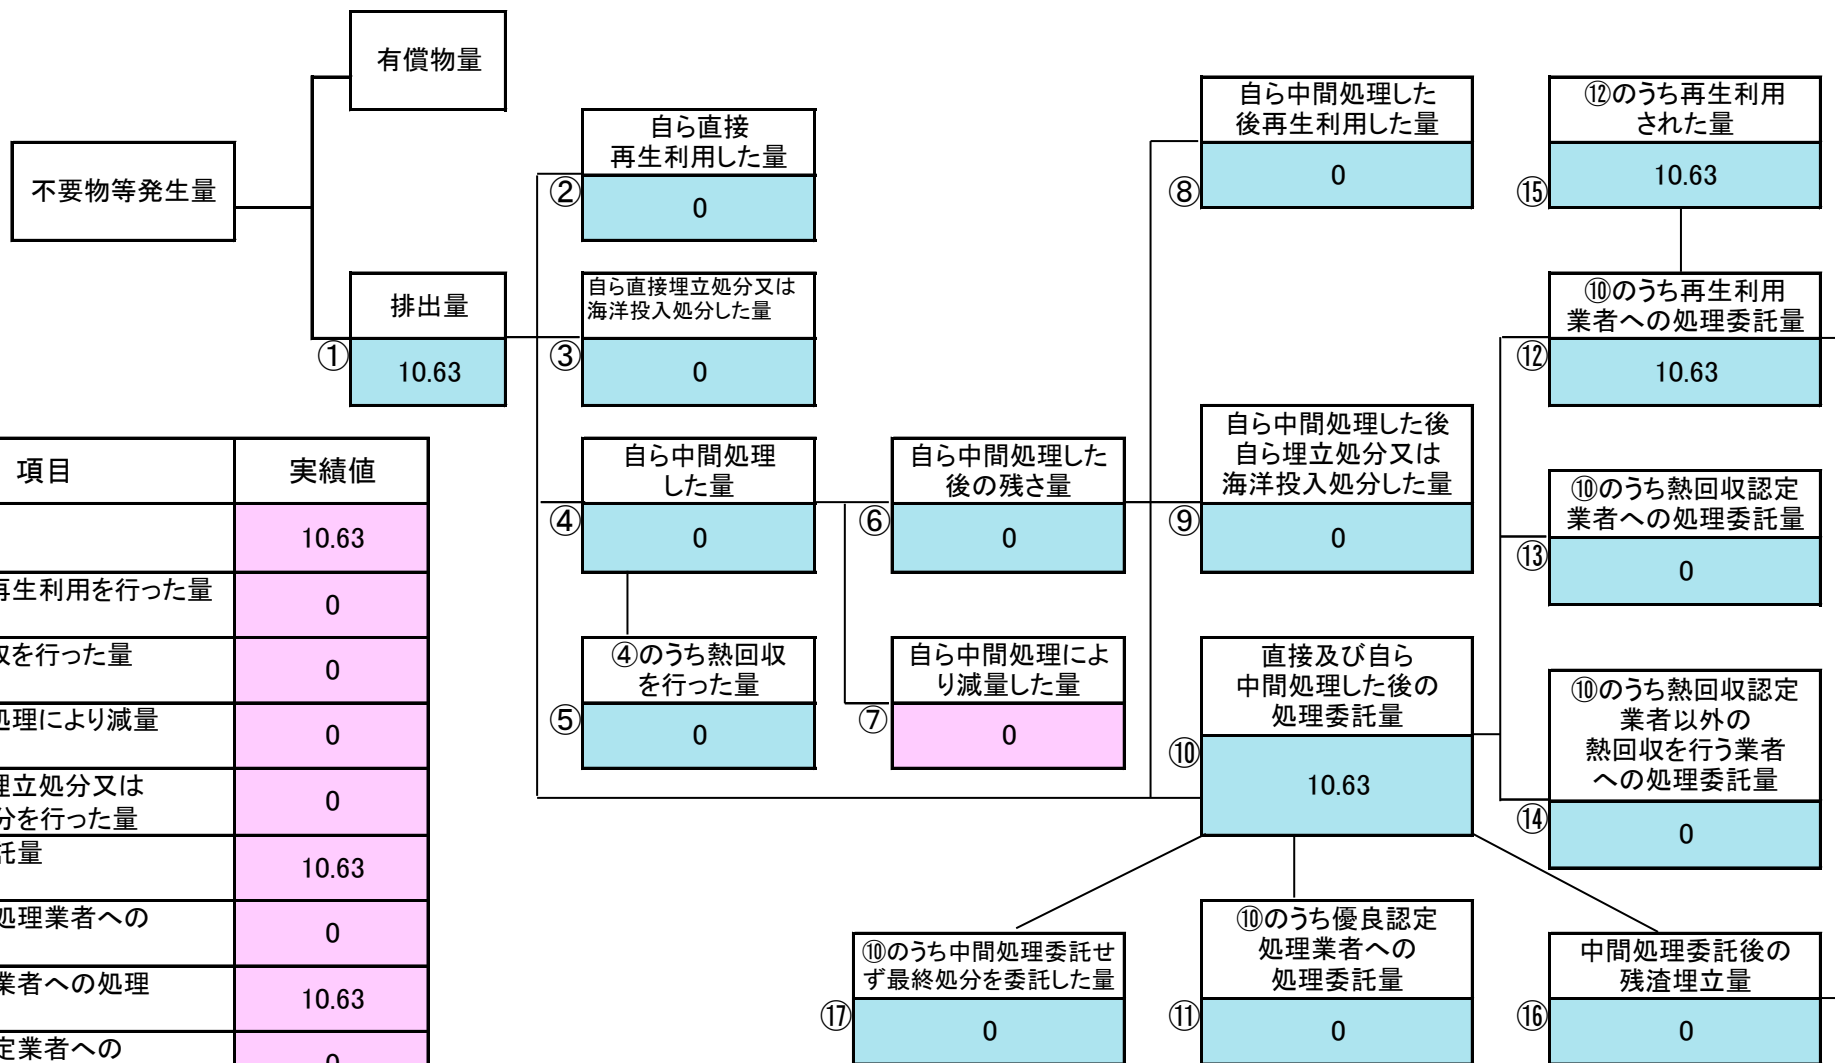 有償物量
不要物等発生量
排出量
①
10.63
自ら直接
再生利用した量
②
0
自ら直接埋立処分又は
海洋投入処分した量
③
0
自ら中間処理
した量
④
0
④のうち熱回収
を行った量
⑤
0
自ら中間処理した
後の残さ量
⑥
0
自ら中間処理によ
り減量した量
⑦
0
自ら中間処理した
後再生利用した量
⑧
0
自ら中間処理した後
自ら埋立処分又は
海洋投入処分した量
⑨
0
直接及び自ら
中間処理した後の
処理委託量
⑩
10.63
⑩のうち優良認定
処理業者への
処理委託量
⑪
0
⑫のうち再生利用
された量
⑮
10.63
⑩のうち再生利用
業者への処理委託量
⑫
10.63
⑩のうち熱回収認定
業者への処理委託量
⑬
0
⑩のうち熱回収認定
業者以外の
熱回収を行う業者
への処理委託量
⑭
0
⑩のうち中間処理委託せ
ず最終処分を委託した量
⑰
0
中間処理委託後の
残渣埋立量
⑯
0
項目
実績値
10.63
再生利用を行った量
0
を行った量
0
処理により減量
0
埋立処分又は
分を行った量
0
託量
10.63
処理業者への
0
業者への処理
10.63
定業者への
0